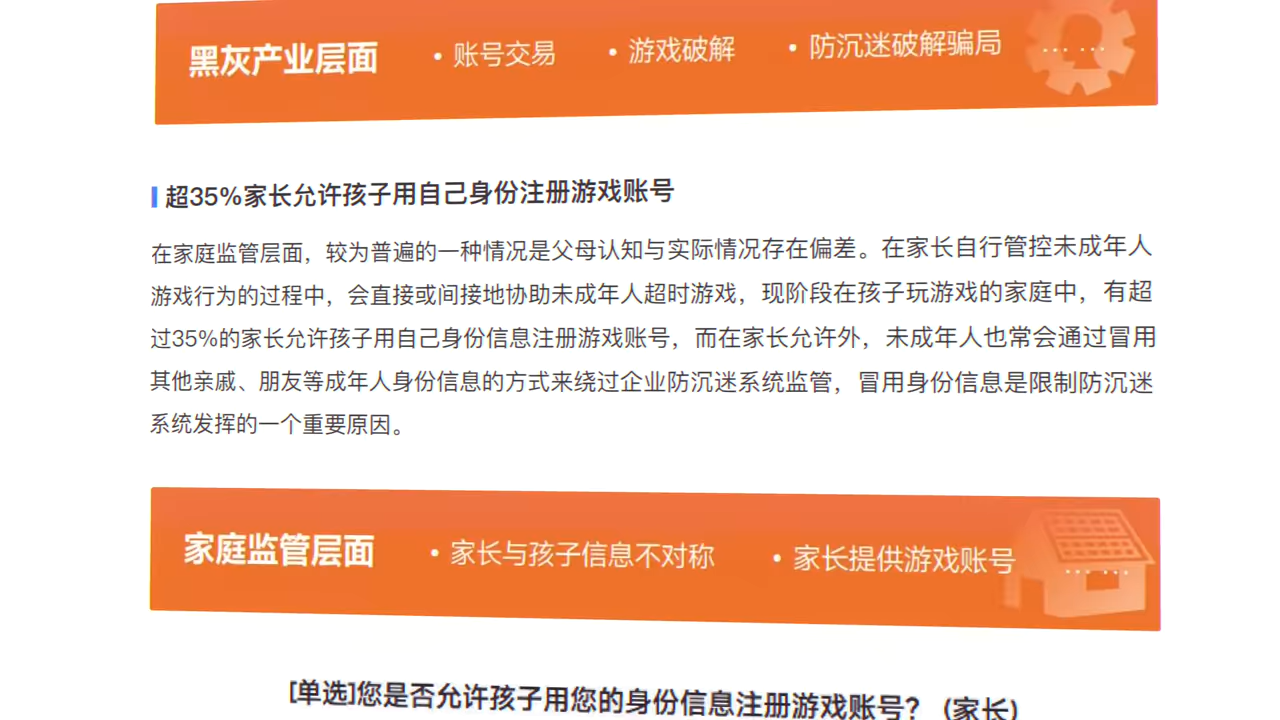 黑灰产业层面 • 账号交易 • 游戏破解 • 防沉迷破解骗局 ... ...
超35%家长允许孩子用自己身份注册游戏账号
在家庭监管层面，较为普遍的一种情况是父母认知与实际情况存在偏差。在家长自行管控未成年人
游戏行为的过程中，会直接或间接地协助未成年人超时游戏，现阶段在孩子玩游戏的家庭中，有超
过35%的家长允许孩子用自己身份信息注册游戏账号，而在家长允许外，未成年人也常会通过冒用
其他亲戚、朋友等成年人身份信息的方式来绕过企业防沉迷系统监管，冒用身份信息是限制防沉迷
系统发挥的一个重要原因。
家庭监管层面 • 家长与孩子信息不对称 • 家长提供游戏账号 ... ...
[单选]您是否允许孩子用您的身份信息注册游戏账号？（家长）